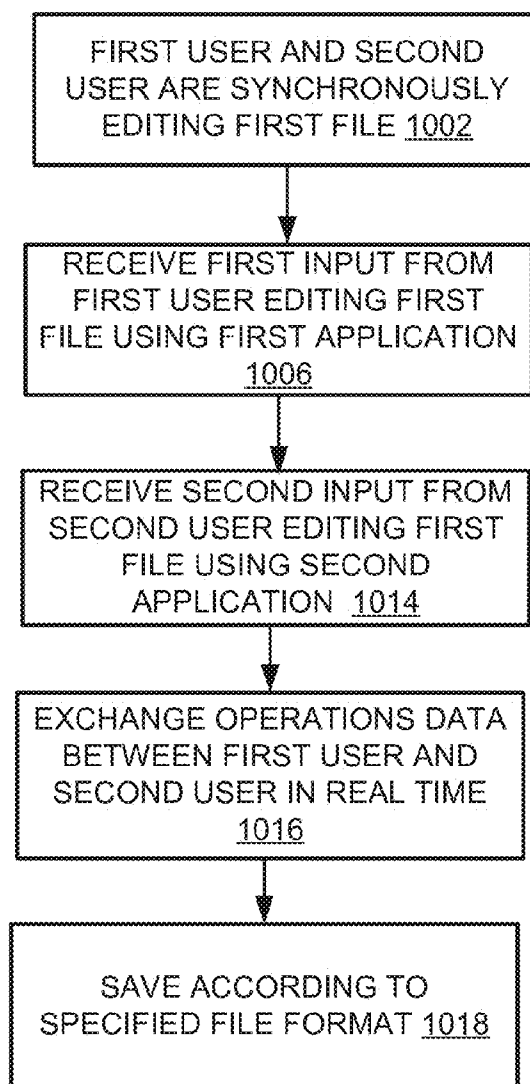 FIRST USER AND SECOND
USER ARE SYNCHRONOUSLY
EDITING FIRST FILE 1002
RECEIVE FIRST INPUT FROM
FIRST USER EDITING FIRST
FILE USING FIRST APPLICATION
1006
RECEIVE SECOND INPUT FROM
SECOND USER EDITING FIRST
FILE USING SECOND
APPLICATION 1014
EXCHANGE OPERATIONS DATA
BETWEEN FIRST USER AND
SECOND USER IN REAL TIME
1016
SAVE ACCORDING TO
SPECIFIED FILE FORMAT 1018